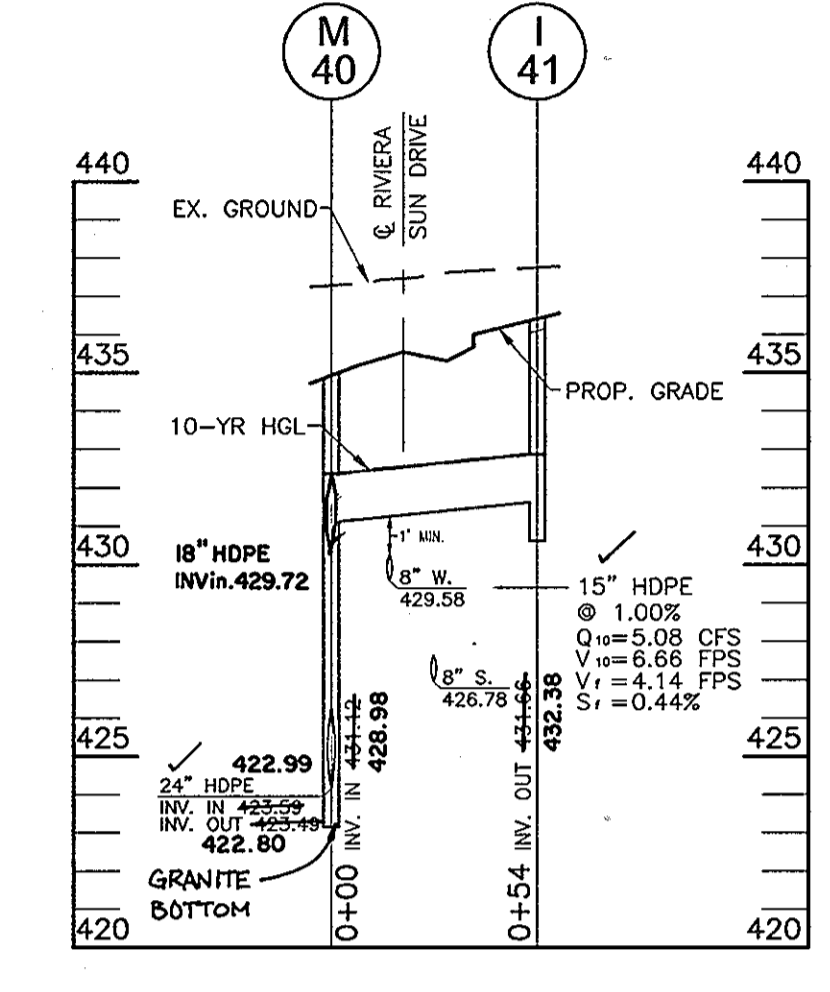 M
40
I
41
440
440
℄ RIVIERA
SUN DRIVE
EX. GROUND
435
435
PROP. GRADE
10-YR HGL
430
430
18" HDPE
INVin.429.72
1' MIN.
8" W.
429.58
15" HDPE
@ 1.00%
Q10=5.08 CFS
V10=6.66 FPS
Vf=4.14 FPS
Sf=0.44%
8" S.
426.78
425
425
422.99
24" HDPE
INV. IN 423.59
INV. OUT 423.49
422.80
GRANITE
BOTTOM
0+00 INV. IN 431.12
428.98
0+54 INV. OUT 431.66
432.38
420
420